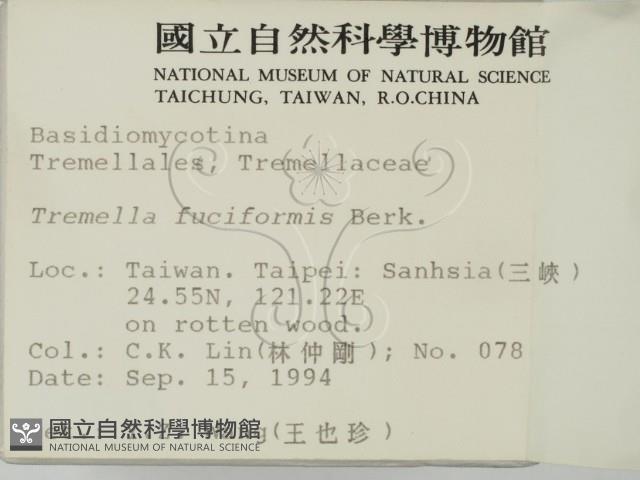 國立自然科學博物館
NATIONAL MUSEUM OF NATURAL SCIENCE
TAICHUNG, TAIWAN, R.O.CHINA
Basidiomycotina
Tremellales, Tremellaceae
Tremella fuciformis Berk.
Loc.: Taiwan. Taipei: Sanhsia(三峽)
24.55N, 121.22E
on rotten wood.
Col.: C.K. Lin(林仲剛); No. 078
Date: Sep. 15, 1994
(王也珍)
國立自然科學博物館
NATIONAL MUSEUM OF NATURAL SCIENCE